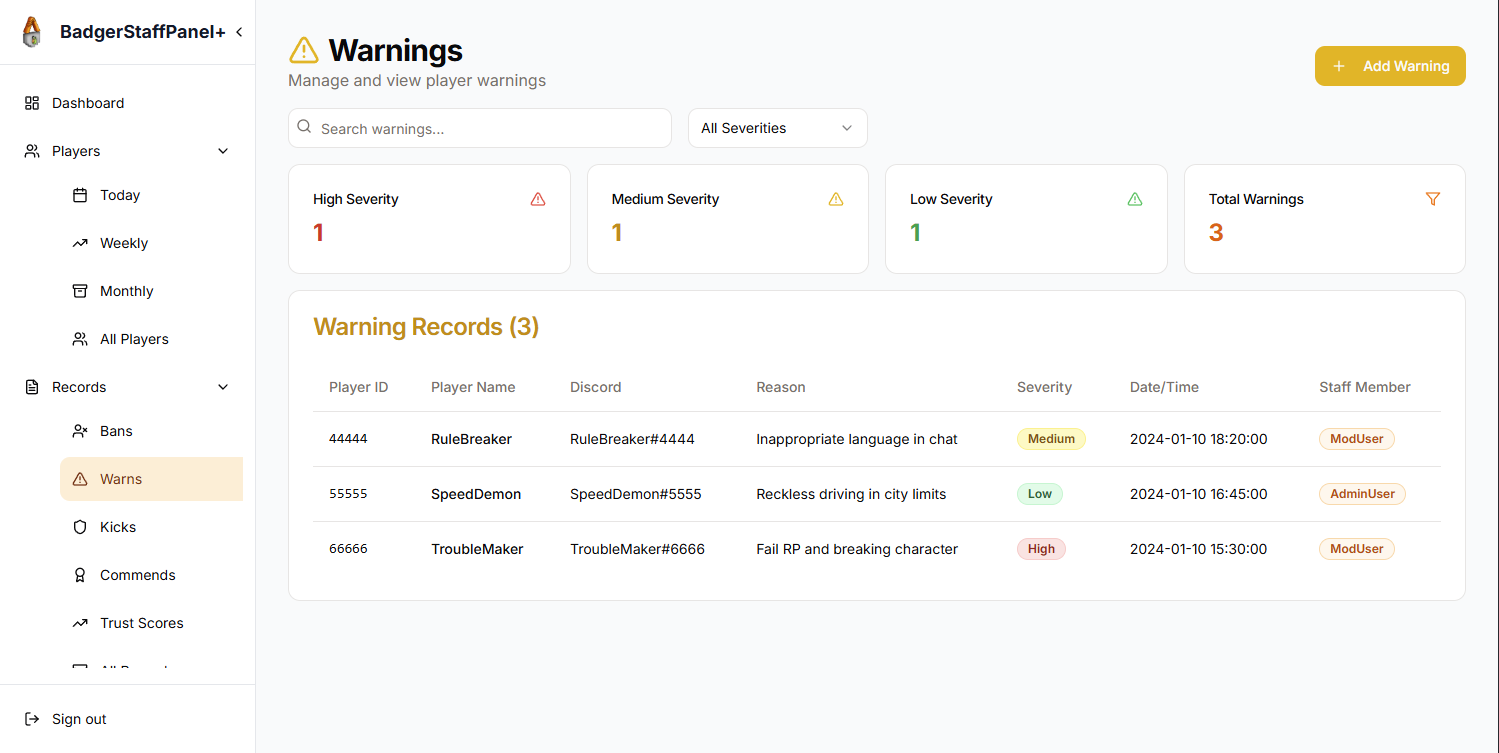 BadgerStaffPanel+
Dashboard
Players
Today
Weekly
Monthly
All Players
Records
Bans
Warns
Kicks
Commends
Trust Scores
Sign out
Warnings
Manage and view player warnings
Add Warning
Search warnings...
All Severities
High Severity
1
Medium Severity
1
Low Severity
1
Total Warnings
3
Warning Records (3)
Player ID Player Name Discord Reason Severity Date/Time Staff Member
44444 RuleBreaker RuleBreaker#4444 Inappropriate language in chat Medium 2024-01-10 18:20:00 ModUser
55555 SpeedDemon SpeedDemon#5555 Reckless driving in city limits Low 2024-01-10 16:45:00 AdminUser
66666 TroubleMaker TroubleMaker#6666 Fail RP and breaking character High 2024-01-10 15:30:00 ModUser